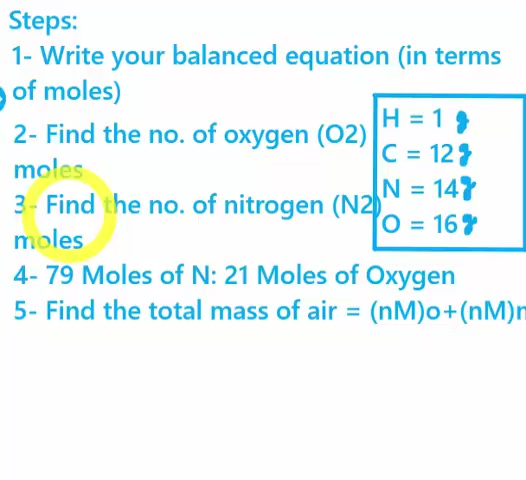 Steps:
1- Write your balanced equation (in terms
of moles)
2- Find the no. of oxygen (O2)
moles
3- Find the no. of nitrogen (N2)
moles
4- 79 Moles of N: 21 Moles of Oxygen
5- Find the total mass of air = (nM)o+(nM)n
H = 1 g
C = 12 g
N = 14 g
O = 16 g